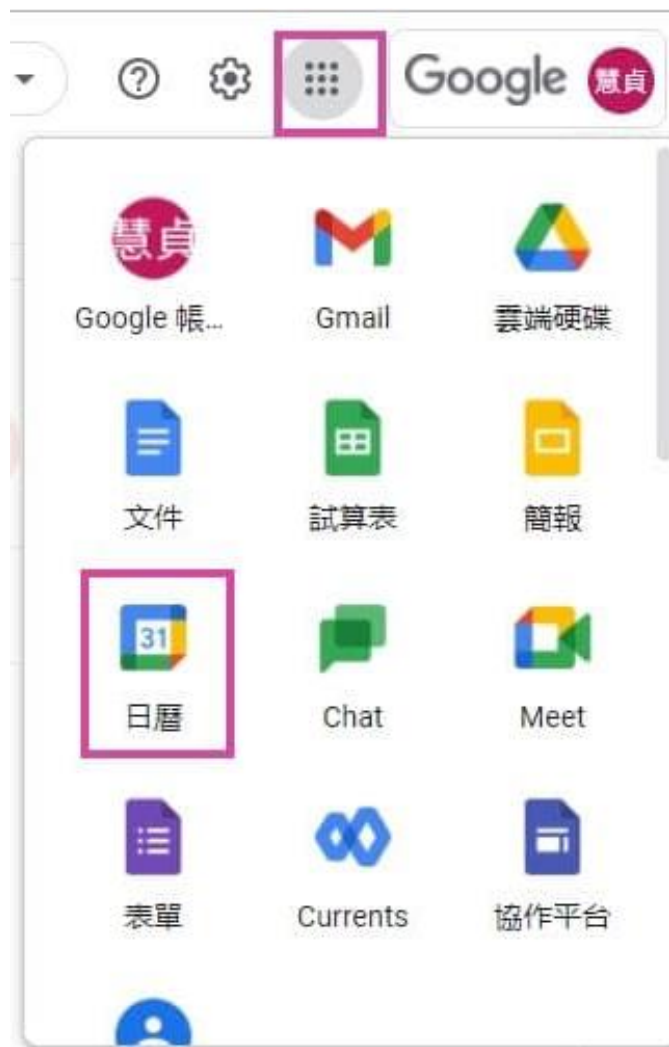 Google 慧貞
慧貞
Google 帳...
Gmail
雲端硬碟
文件
試算表
簡報
31
日曆
Chat
Meet
表單
Currents
協作平台